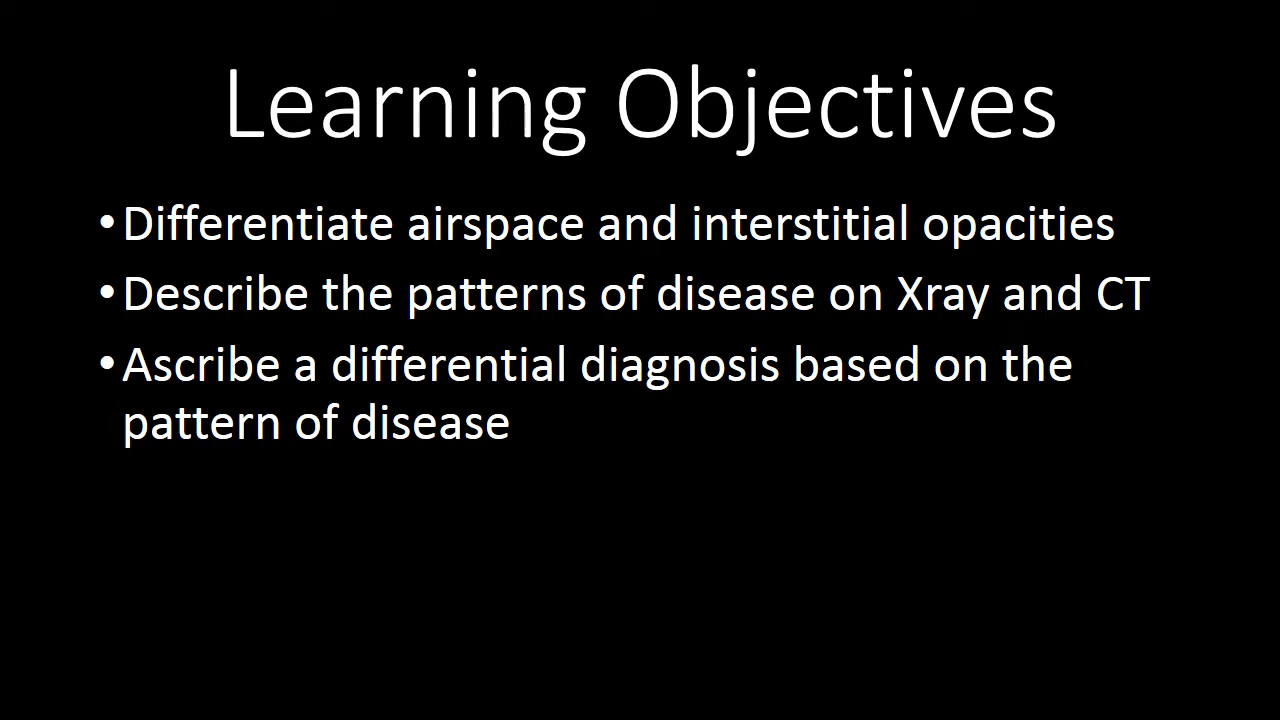 Learning Objectives
•Differentiate airspace and interstitial opacities
•Describe the patterns of disease on Xray and CT
•Ascribe a differential diagnosis based on the
pattern of disease